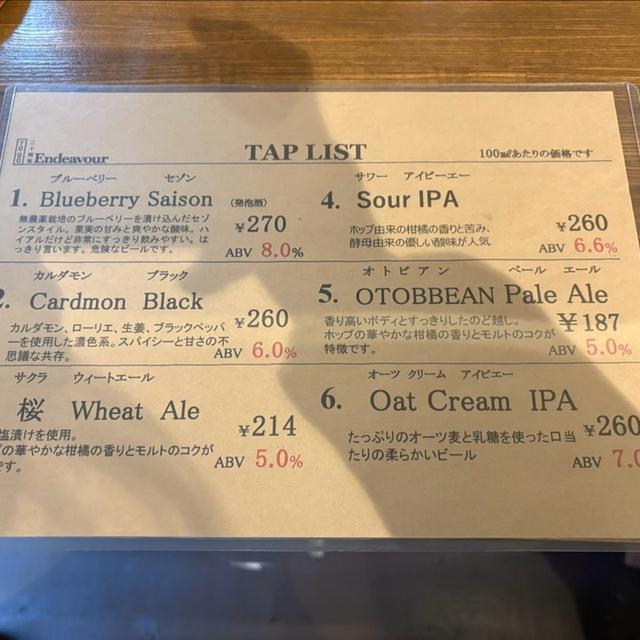 Endeavour
TAP LIST
100㎖あたりの価格です
ブルーベリー セゾン
1. Blueberry Saison (発泡酒)
無農薬栽培のブルーベリーを漬け込んだセゾ
ンスタイル。果実の甘みと爽やかな酸味。ハ
イアルだけど非常にすっきり飲みやすい。は
っきり言います。危険なビールです。
¥270
ABV 8.0%
カルダモン ブラック
2. Cardmon Black
カルダモン、ローリエ、生姜、ブラックペッパ
ーを使用した濃色系。スパイシーと甘さの不
思議な共存。
¥260
ABV 6.0%
サクラ ウィートエール
桜 Wheat Ale
塩漬けを使用。
の華やかな柑橘の香りとモルトのコクが
です。
¥214
ABV 5.0%
サワー アイピーエー
4. Sour IPA
ホップ由来の柑橘の香りと苦み、
酵母由来の優しい酸味が人気
¥260
ABV 6.6%
オトビアン ペール エール
5. OTOBBEAN Pale Ale
香り高いボディとすっきりしたのど越し。
ホップの華やかな柑橘の香りとモルトのコクが
特徴です。
¥187
ABV 5.0%
オーツ クリーム アイピエー
6. Oat Cream IPA
たっぷりのオーツ麦と乳糖を使った口当
たりの柔らかいビール
¥260
ABV 7.0